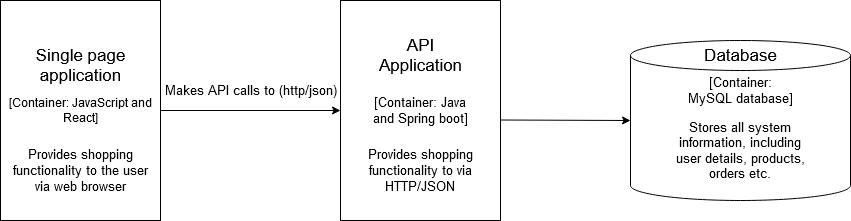 Single page
application
[Container: JavaScript and
React]
Provides shopping
functionality to the user
via web browser
Makes API calls to (http/json)
API
Application
[Container: Java
and Spring boot]
Provides shopping
functionality to via
HTTP/JSON
Database
[Container:
MySQL database]
Stores all system
information, including
user details, products,
orders etc.